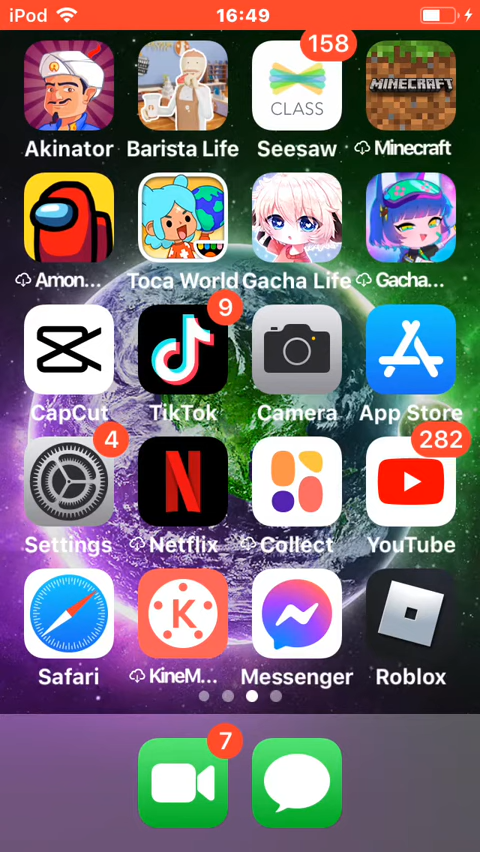 iPod 16:49
158
CLASS
MINECRAFT
Akinator Barista Life Seesaw Minecraft
Amon... Toca World Gacha Life Gacha...
9
CapCut TikTok Camera App Store
4 282
Settings Netflix Collect YouTube
K
Safari KineM... Messenger Roblox
7